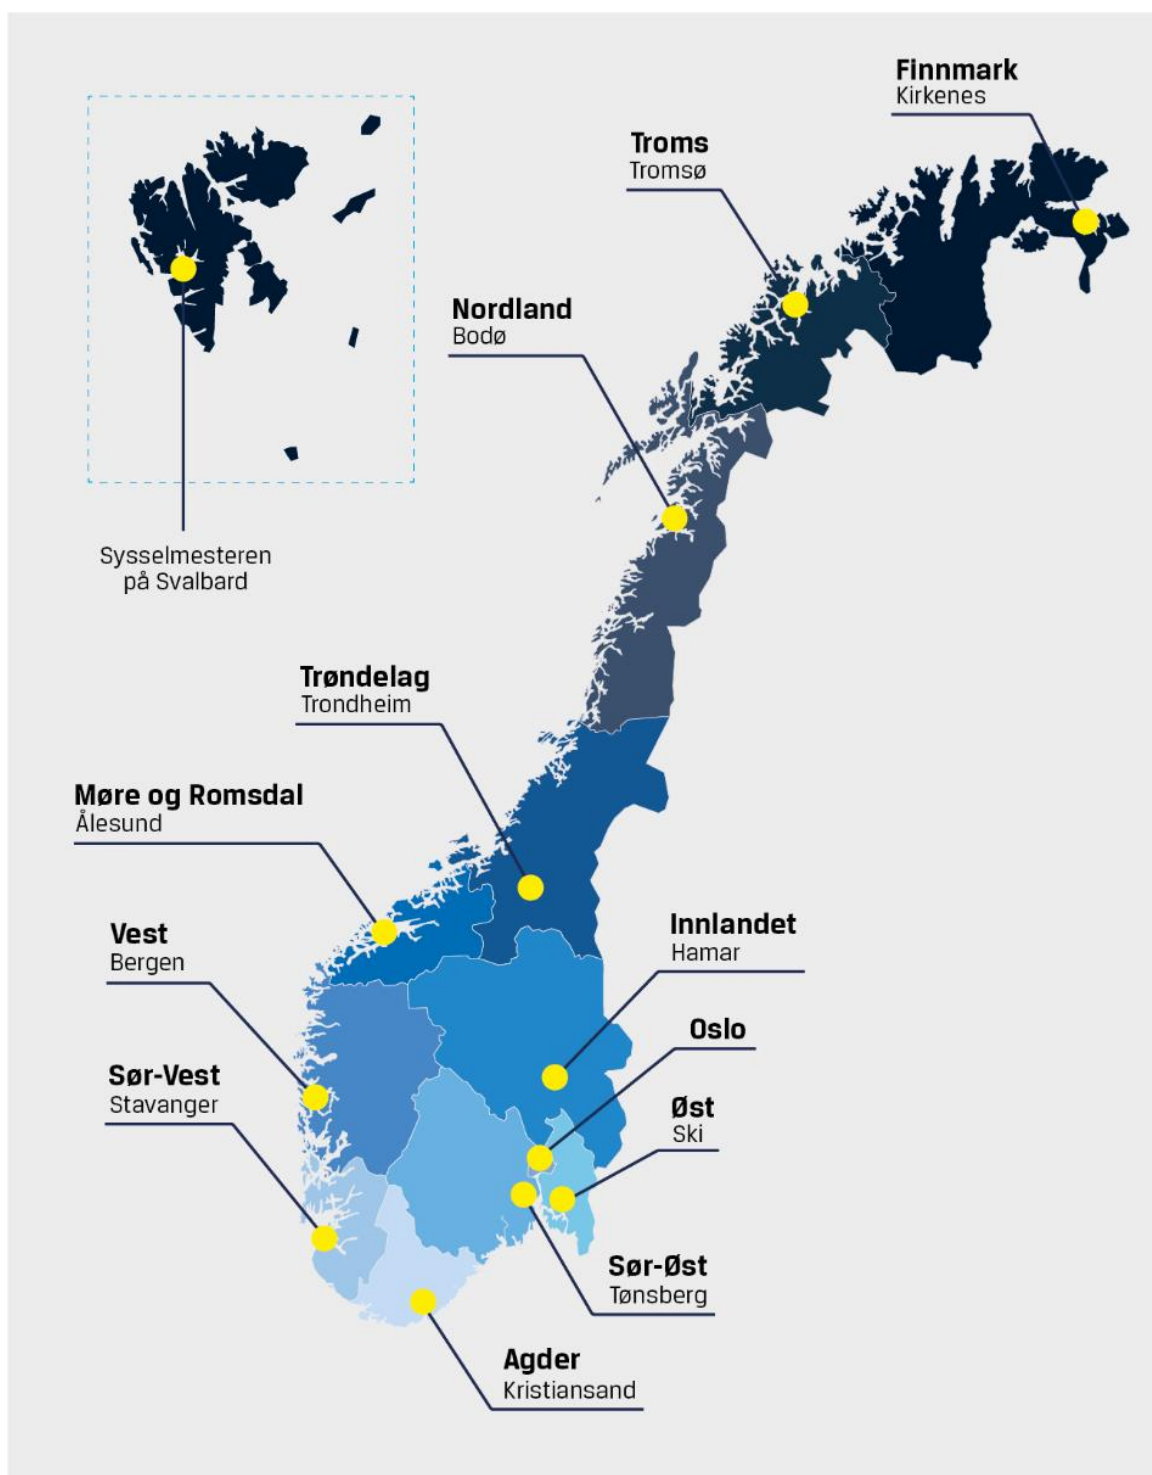 Finnmark
Kirkenes
Troms
Tromsø
Nordland
Bodø
Sysselmesteren
på Svalbard
Trøndelag
Trondheim
Møre og Romsdal
Ålesund
Vest
Bergen
Innlandet
Hamar
Oslo
Sør-Vest
Stavanger
Øst
Ski
Sør-Øst
Tønsberg
Agder
Kristiansand